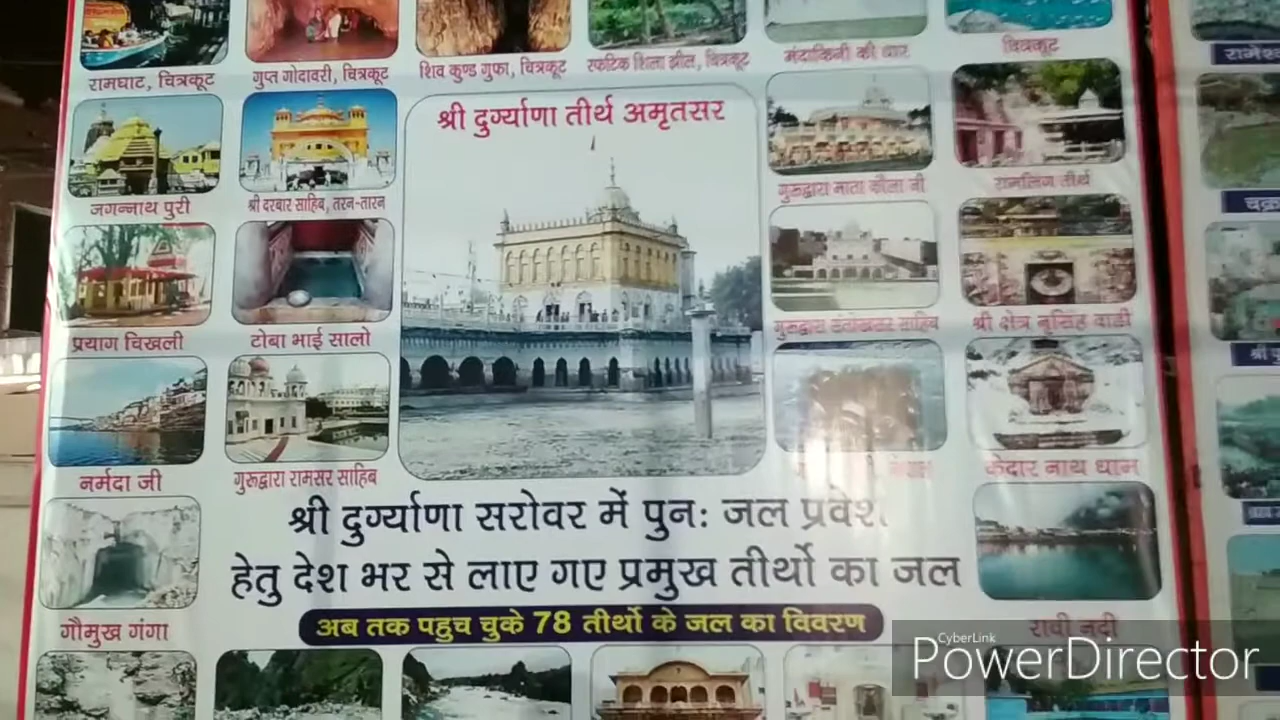 रामघाट, चित्रकूट
गुप्त गोदावरी, चित्रकूट
शिव कुण्ड गुफा, चित्रकूट
स्फटिक शिला झील, चित्रकूट
मंदाकिनी की धार
चित्रकूट
श्री दुर्ग्याणा तीर्थ अमृतसर
जगन्नाथ पुरी
श्री दरबार साहिब, तरन-तारन
गुरूद्वारा माता कौला जी
रामलिंग तीर्थ
प्रयाग चिखली
टोबा भाई सालो
गुरूद्वारा संतोखसर साहिब
श्री क्षेत्र नृसिंह वाडी
नर्मदा जी
गुरूद्वारा रामसर साहिब
केदार नाथ धाम
श्री दुर्ग्याणा सरोवर में पुनः जल प्रवेश
हेतु देश भर से लाए गए प्रमुख तीर्थो का जल
गौमुख गंगा
अब तक पहुच चुके 78 तीर्थो के जल का विवरण
रावी नदी
CyberLink
PowerDirector